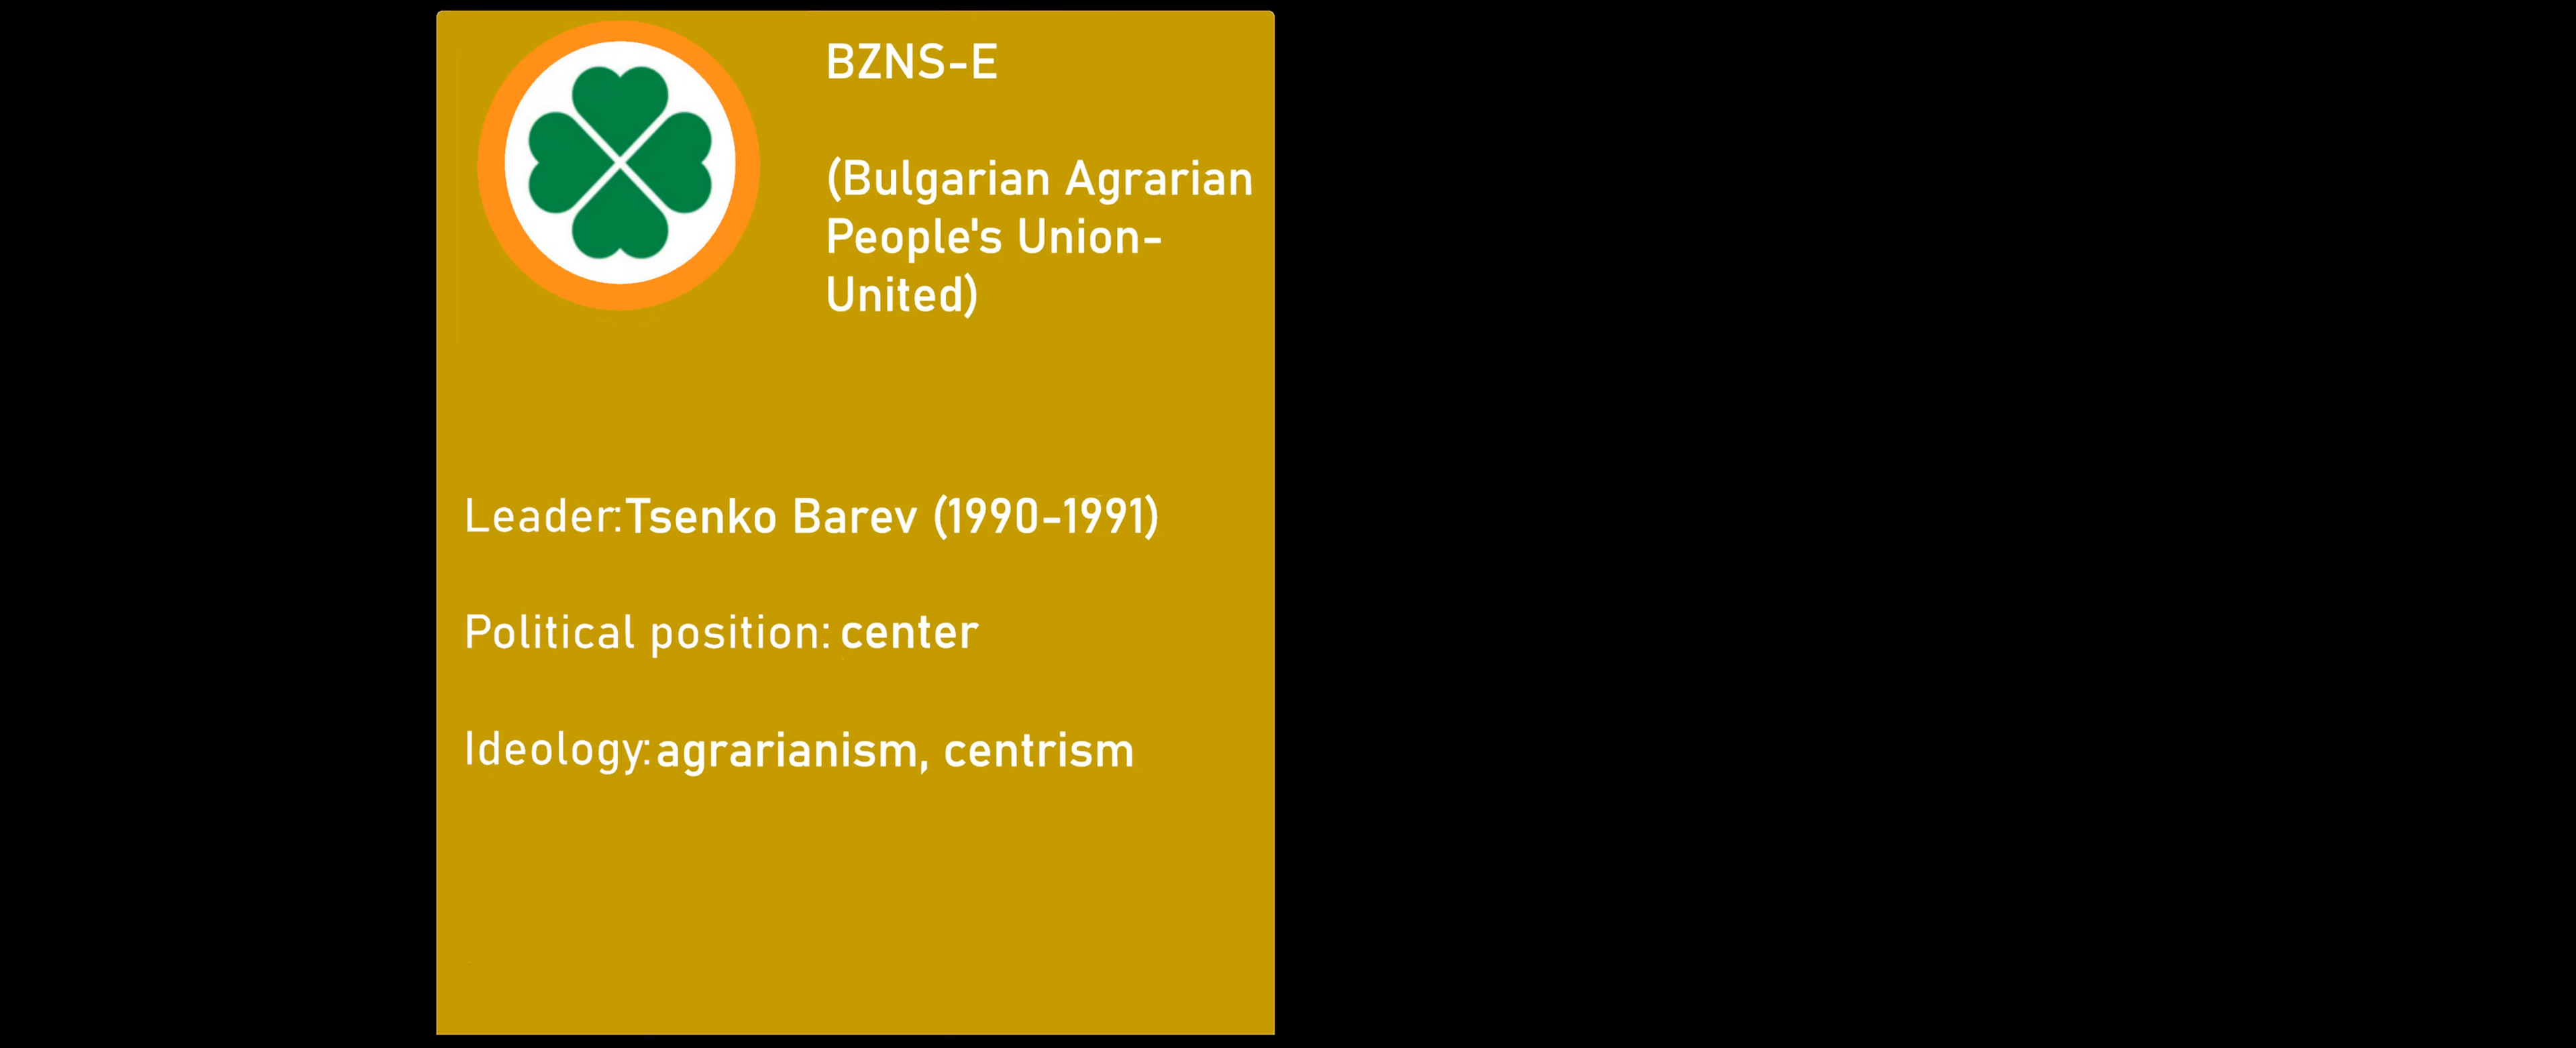 BZNS-E
(Bulgarian Agrarian
People's Union-
United)
Leader:Tsenko Barev (1990-1991)
Political position: center
Ideology:agrarianism, centrism